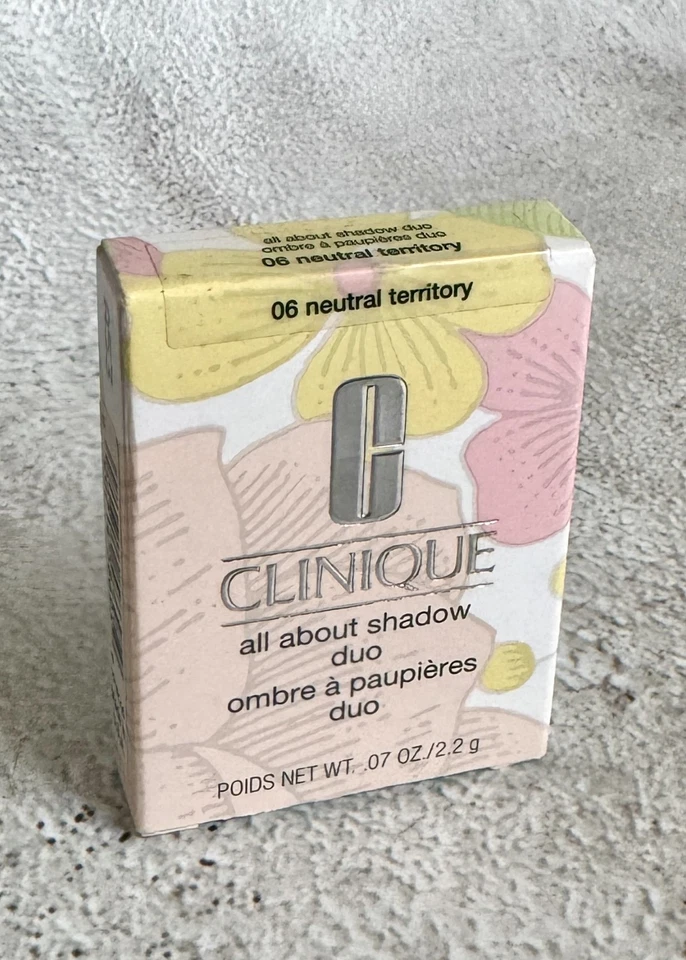 all about shadow duo
ombre à paupières duo
06 neutral territory
06 neutral territory
CLINIQUE
all about shadow
duo
ombre à paupières
duo
POIDS NET WT. .07 OZ./2.2 g